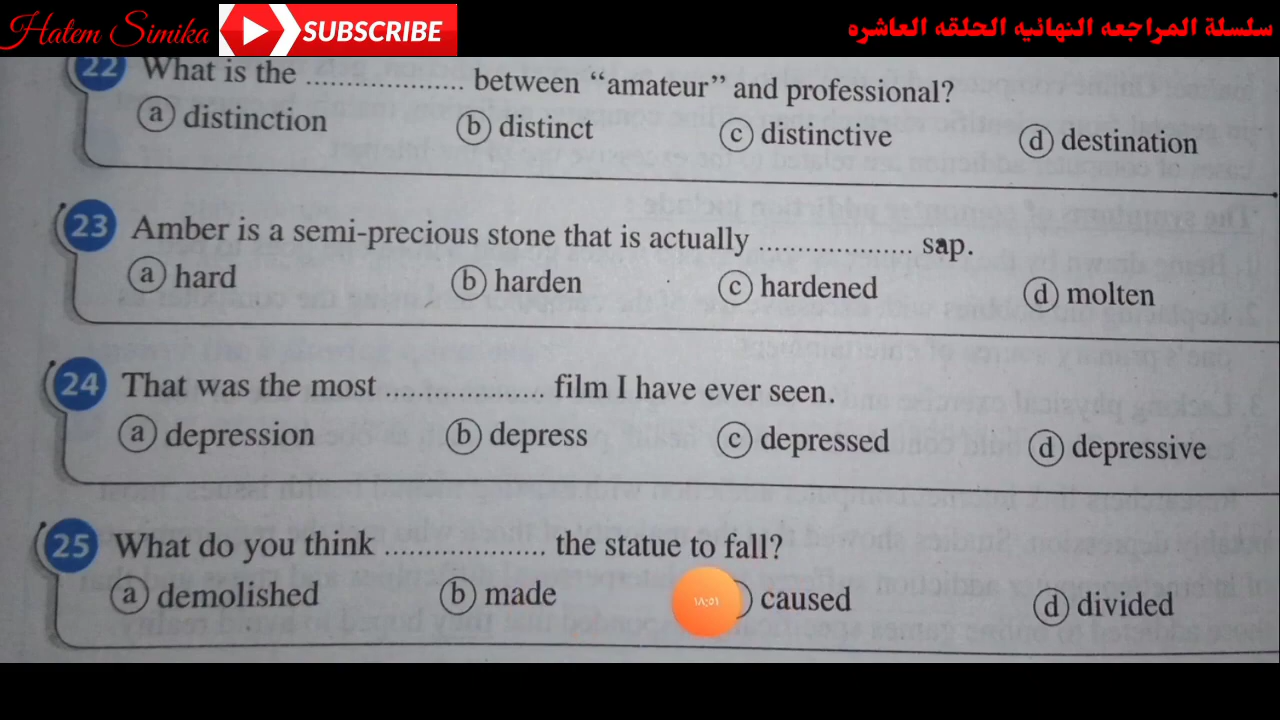 Hatem Simika
SUBSCRIBE
سلسلة المراجعه النهائيه الحلقه العاشره
22 What is the .................... between “amateur” and professional?
a distinction b distinct c distinctive d destination
23 Amber is a semi-precious stone that is actually .................... sap.
a hard b harden c hardened d molten
24 That was the most .................... film I have ever seen.
a depression b depress c depressed d depressive
25 What do you think .................... the statue to fall?
a demolished b made caused d divided
١٨:٥١